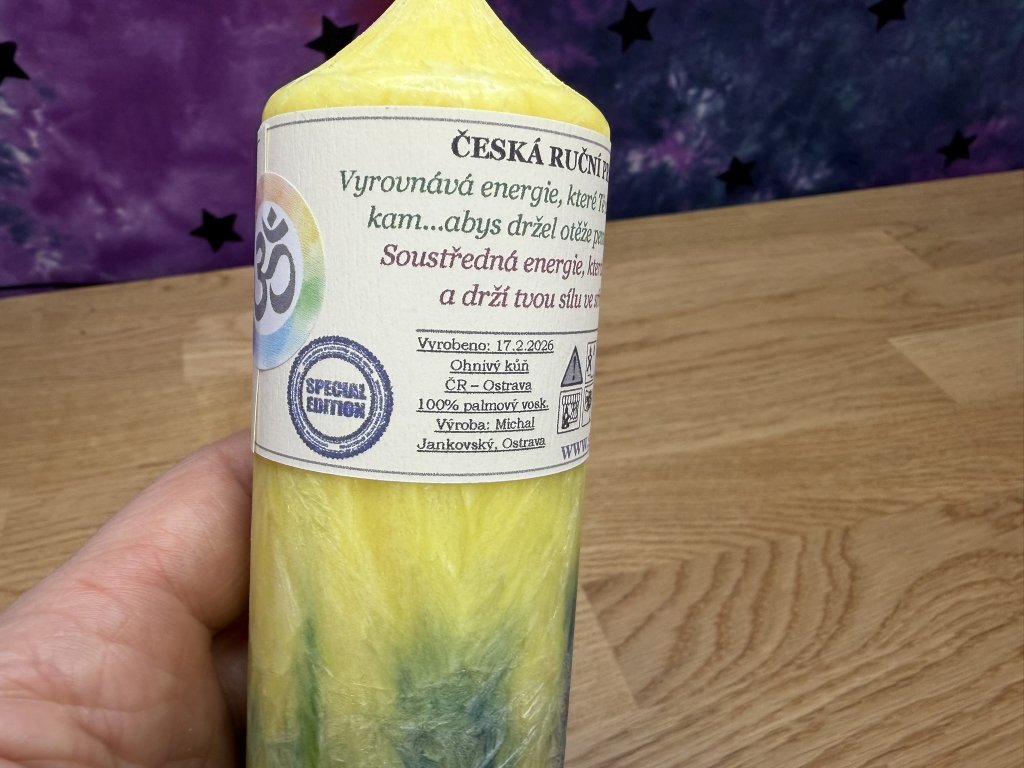 ČESKÁ RUČNÍ
Vyrovnává energie, které
kam...abys držel otěže
Soustředná energie,
a drží tvou sílu ve
ॐ
SPECIAL
EDITION
Vyrobeno: 17.2.2026
Ohnivý kůň
ČR – Ostrava
100% palmový vosk.
Výroba: Michal
Jankovský, Ostrava
www.